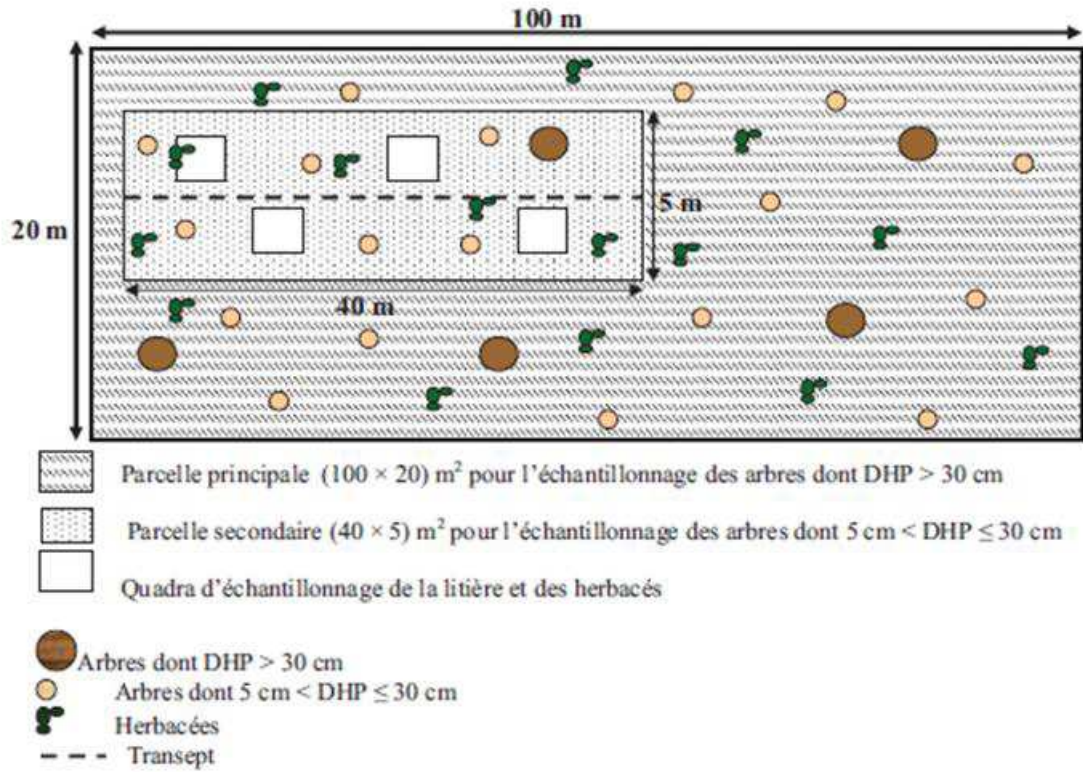 100 m
20 m
5 m
40 m
Parcelle principale (100 × 20) m² pour l'échantillonnage des arbres dont DHP > 30 cm
Parcelle secondaire (40 × 5) m² pour l'échantillonnage des arbres dont 5 cm < DHP ≤ 30 cm
Quadra d'échantillonnage de la litière et des herbacés
Arbres dont DHP > 30 cm
Arbres dont 5 cm < DHP ≤ 30 cm
Herbacées
Transept